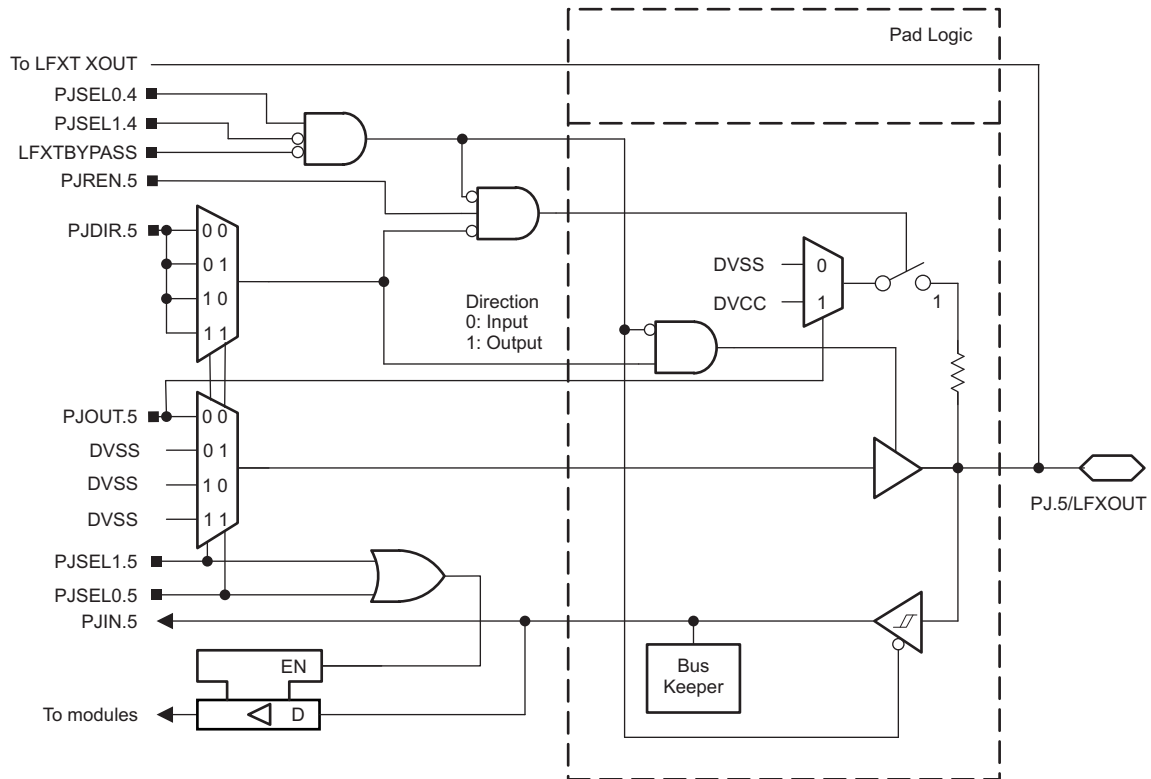 Pad Logic
To LFXT XOUT
PJSEL0.4
PJSEL1.4
LFXTBYPASS
PJREN.5
PJDIR.5
0 0
0 1
1 0
1 1
DVSS
0
DVCC
1
1
Direction
0: Input
1: Output
PJOUT.5
0 0
DVSS
0 1
DVSS
1 0
DVSS
1 1
PJ.5/LFXOUT
PJSEL1.5
PJSEL0.5
PJIN.5
Bus
Keeper
EN
To modules
D